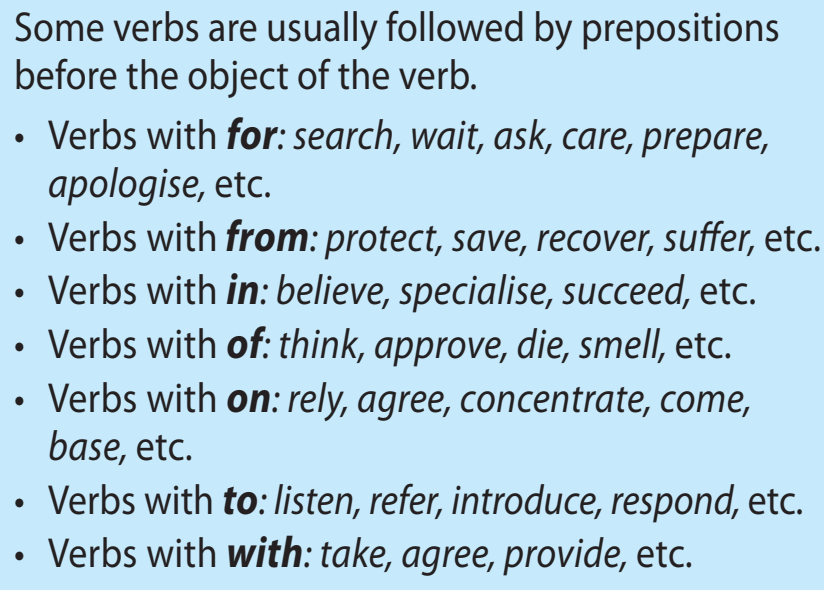 Some verbs are usually followed by prepositions
before the object of the verb.
• Verbs with for: search, wait, ask, care, prepare,
apologise, etc.
• Verbs with from: protect, save, recover, suffer, etc.
• Verbs with in: believe, specialise, succeed, etc.
• Verbs with of: think, approve, die, smell, etc.
• Verbs with on: rely, agree, concentrate, come,
base, etc.
• Verbs with to: listen, refer, introduce, respond, etc.
• Verbs with with: take, agree, provide, etc.